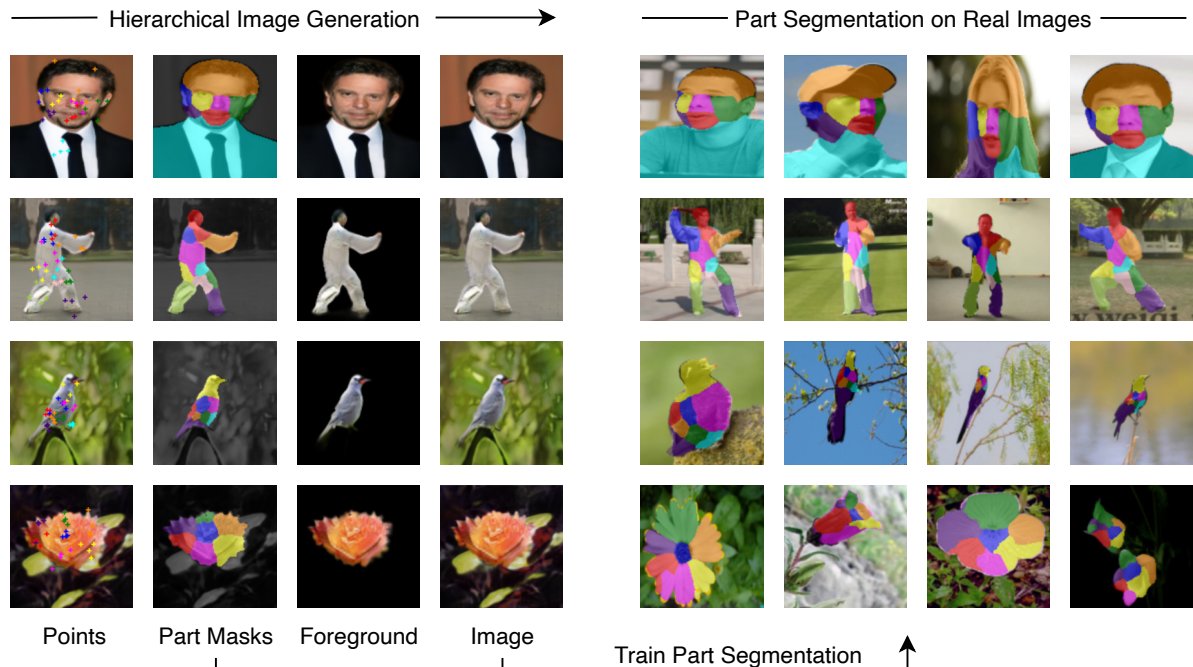 Hierarchical Image Generation
Part Segmentation on Real Images
Points
Part Masks
Foreground
Image
Train Part Segmentation